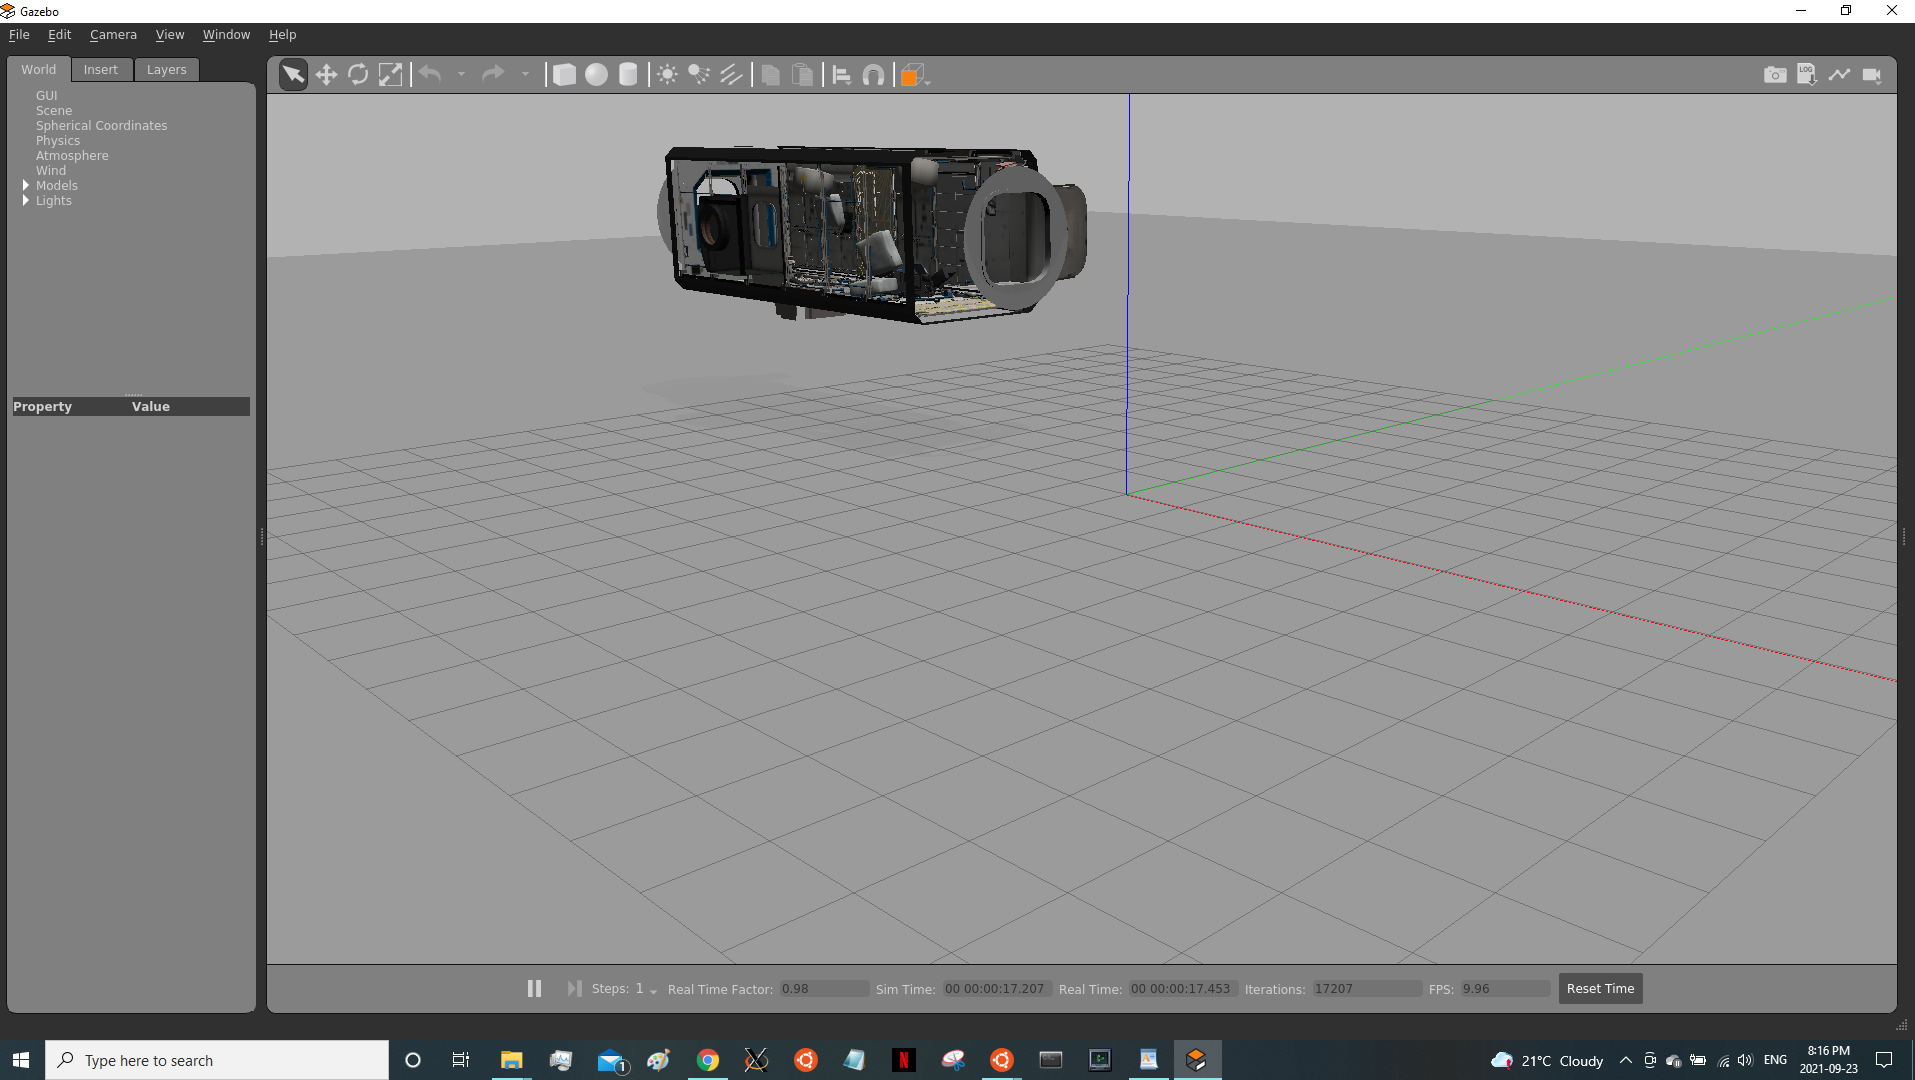 Gazebo
File Edit Camera View Window Help
World Insert Layers
LOG
GUI
Scene
Spherical Coordinates
Physics
Atmosphere
Wind
Models
Lights
Property Value
Steps: 1 Real Time Factor: 0.98 Sim Time: 00 00:00:17.207 Real Time: 00 00:00:17.453 Iterations: 17207 FPS: 9.96 Reset Time
Type here to search
1
N
21°C Cloudy
ENG
8:16 PM
2021-09-23